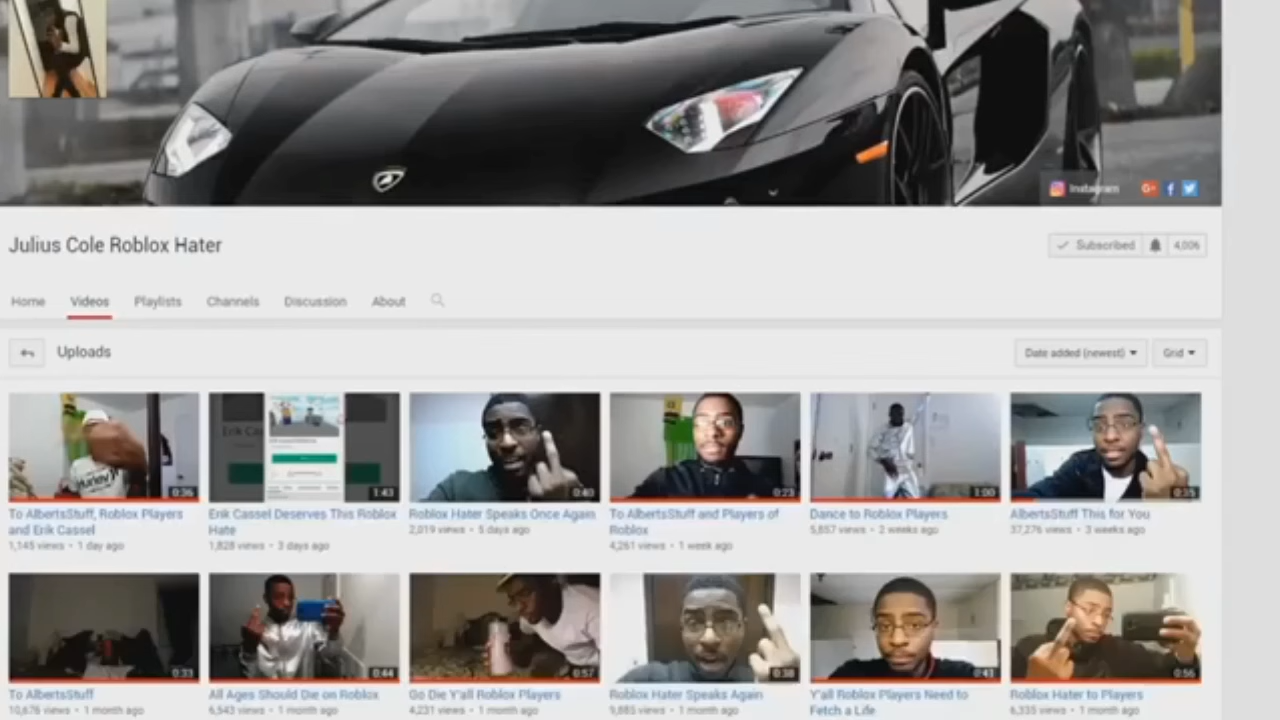 Instagram
Julius Cole Roblox Hater
Subscribed 4,006
Home Videos Playlists Channels Discussion About
Uploads
Date added (newest) Grid
0:36 1:43 0:40 0:23 1:00
To AlbertsStuff, Roblox Players and Erik Cassel
1,145 views • 1 day ago
Erik Cassel Deserves This Roblox Hate
1,828 views • 3 days ago
Roblox Hater Speaks Once Again
2,019 views • 5 days ago
To AlbertsStuff and Players of Roblox
4,261 views • 1 week ago
Dance to Roblox Players
5,857 views • 2 weeks ago
AlbertsStuff This for You
37,276 views • 3 weeks ago
0:33 0:44 0:57 0:38 0:43 0:56
To AlbertsStuff
10,676 views • 1 month ago
All Ages Should Die on Roblox
6,543 views • 1 month ago
Go Die Y'all Roblox Players
4,231 views • 1 month ago
Roblox Hater Speaks Again
9,885 views • 1 month ago
Y'all Roblox Players Need to Fetch a Life
Roblox Hater to Players
6,335 views • 1 month ago